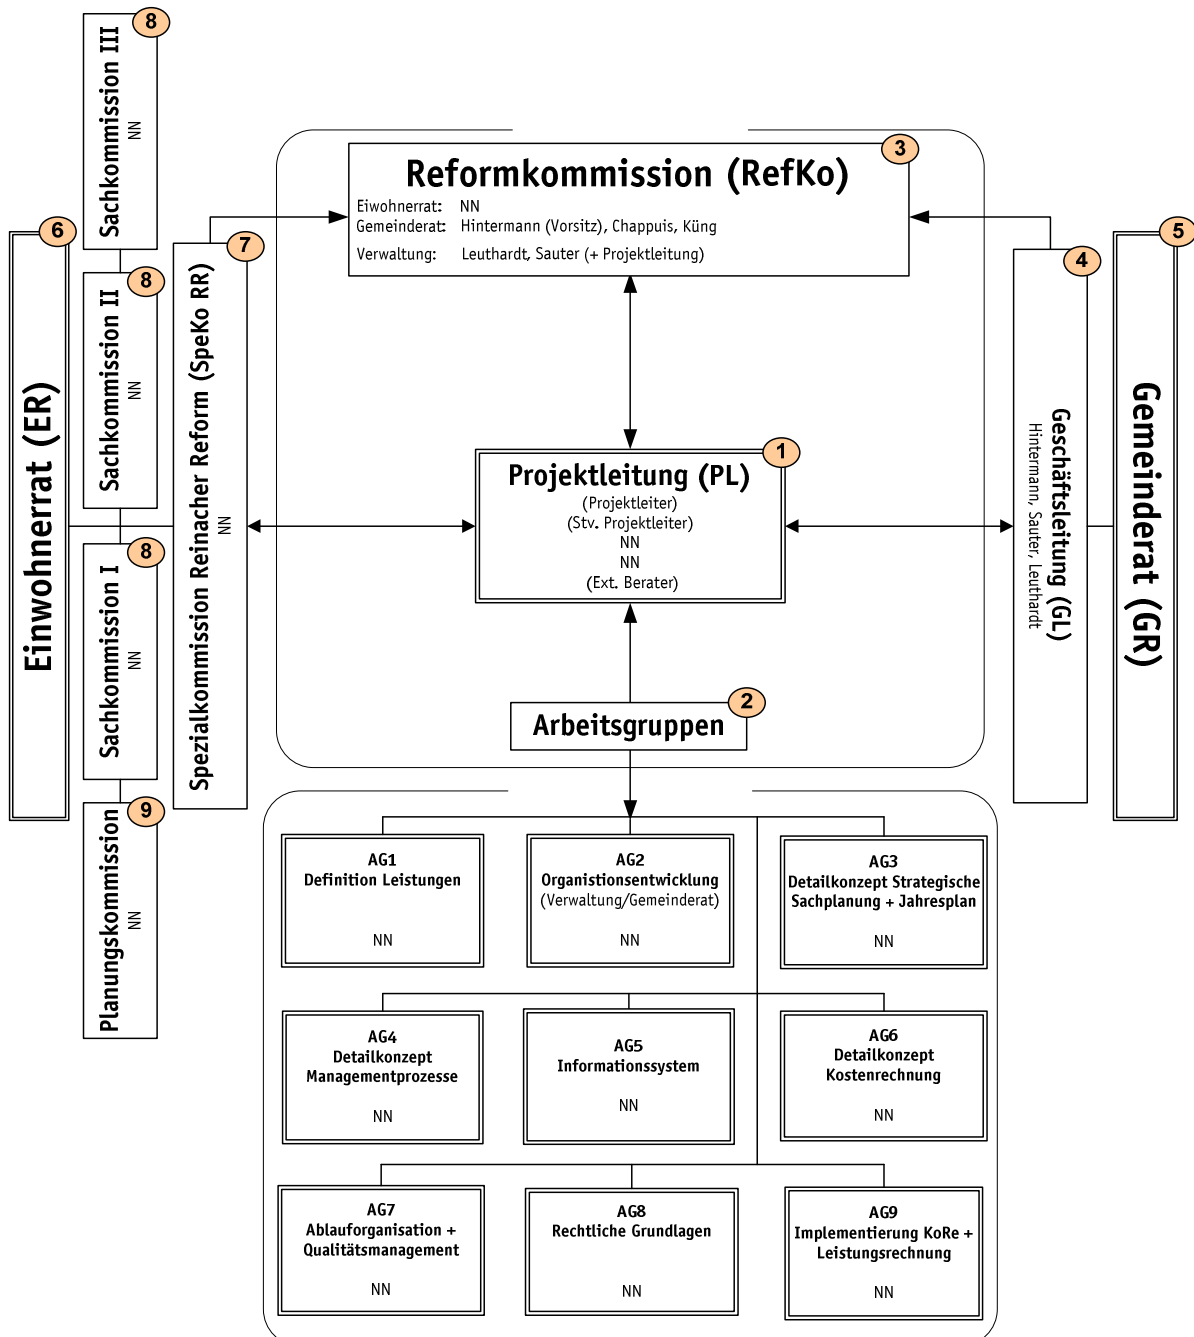 8
Sachkommission III
NN
6
Einwohnerrat (ER)
8
Sachkommission II
NN
8
Sachkommission I
NN
9
Planungskommission
NN
7
Spezialkommission Reinacher Reform (SpeKo RR)
NN
3
Reformkommission (RefKo)
Eiwohnerrat: NN
Gemeinderat: Hintermann (Vorsitz), Chappuis, Küng
Verwaltung: Leuthardt, Sauter (+ Projektleitung)
1
Projektleitung (PL)
(Projektleiter)
(Stv. Projektleiter)
NN
NN
(Ext. Berater)
2
Arbeitsgruppen
4
Geschäftsleitung (GL)
Hintermann, Sauter, Leuthardt
5
Gemeinderat (GR)
AG1
Definition Leistungen
NN
AG2
Organistionsentwicklung
(Verwaltung/Gemeinderat)
NN
AG3
Detailkonzept Strategische
Sachplanung + Jahresplan
NN
AG4
Detailkonzept
Managementprozesse
NN
AG5
Informationssystem
NN
AG6
Detailkonzept
Kostenrechnung
NN
AG7
Ablauforganisation +
Qualitätsmanagement
NN
AG8
Rechtliche Grundlagen
NN
AG9
Implementierung KoRe +
Leistungsrechnung
NN